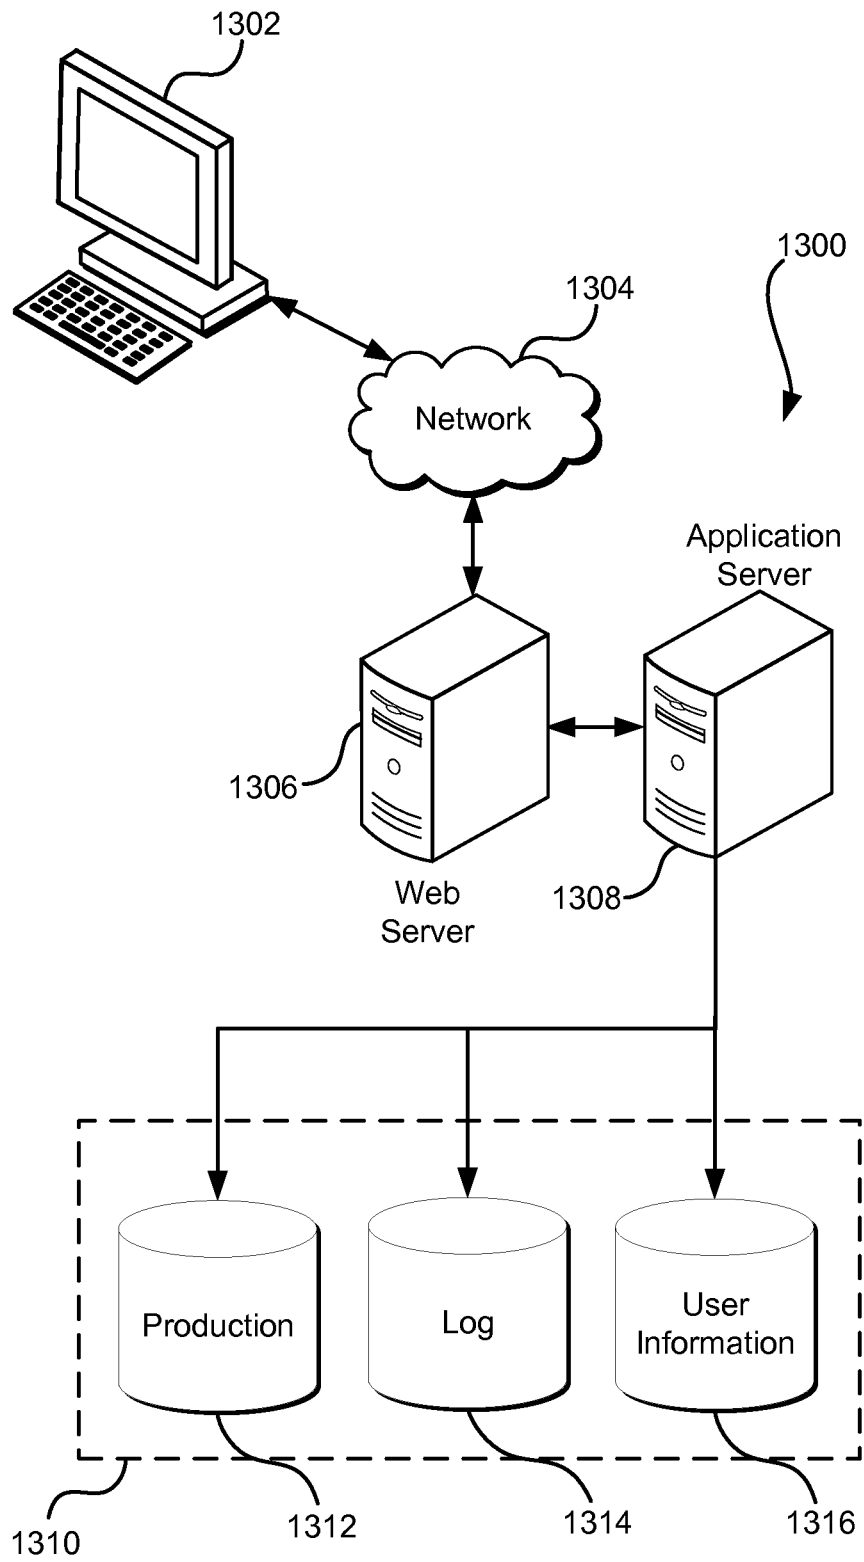 1302
1300
1304
Network
Application
Server
1306
Web
Server
1308
Production
Log
User
Information
1310
1312
1314
1316